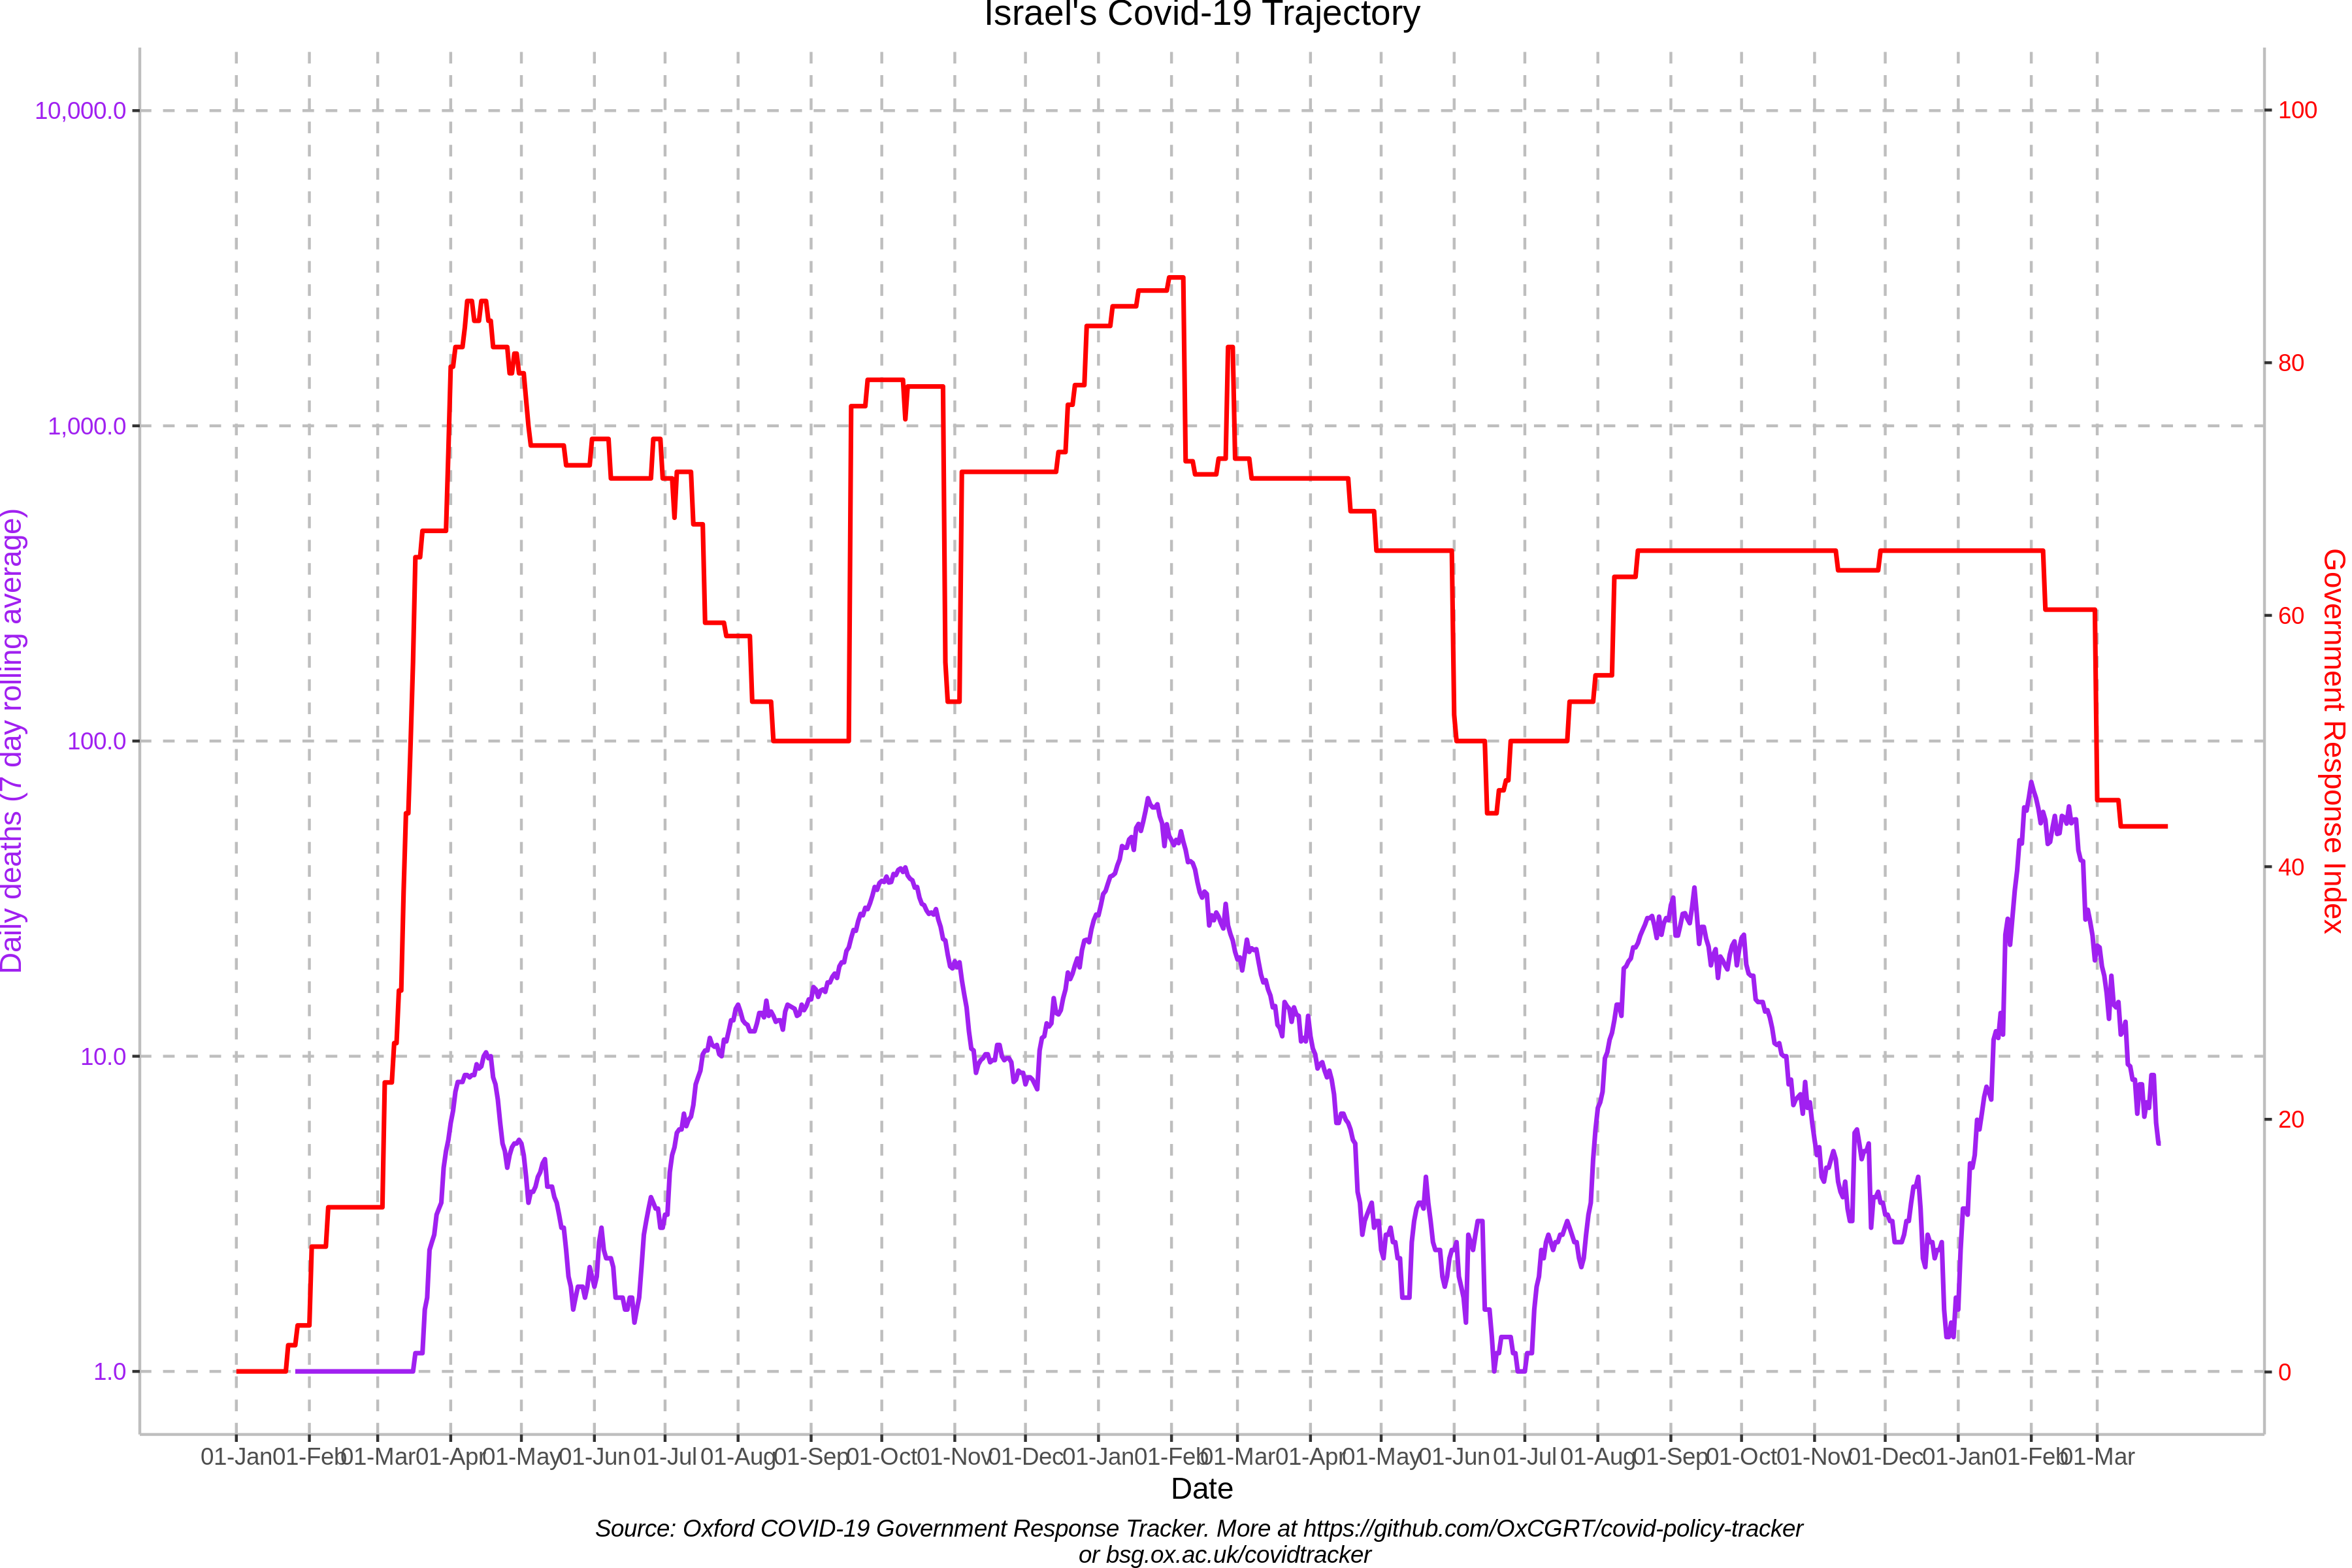 Israel's Covid-19 Trajectory
10,000.0
1,000.0
100.0
10.0
1.0
Daily deaths (7 day rolling average)
100
80
60
40
20
0
Government Response Index
01-Jan 01-Feb 01-Mar 01-Apr 01-May 01-Jun 01-Jul 01-Aug 01-Sep 01-Oct 01-Nov 01-Dec 01-Jan 01-Feb 01-Mar 01-Apr 01-May 01-Jun 01-Jul 01-Aug 01-Sep 01-Oct 01-Nov 01-Dec 01-Jan 01-Feb 01-Mar
Date
Source: Oxford COVID-19 Government Response Tracker. More at https://github.com/OxCGRT/covid-policy-tracker
or bsg.ox.ac.uk/covidtracker